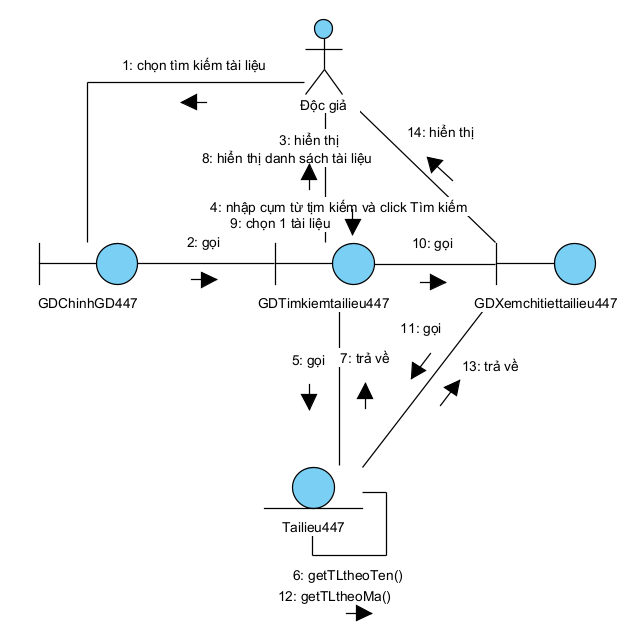 1: chọn tìm kiếm tài liệu
Độc giả
14: hiển thị
3: hiển thị
8: hiển thị danh sách tài liệu
4: nhập cụm từ tịm kiếm và click Tìm kiếm
9: chọn 1 tài liệu
2: gọi
10: gọi
GDChinhGD447
GDTimkiemtailieu447
GDXemchitiettailieu447
11: gọi
5: gọi
7: trả về
13: trả về
Tailieu447
6: getTLtheoTen()
12: getTLtheoMa()